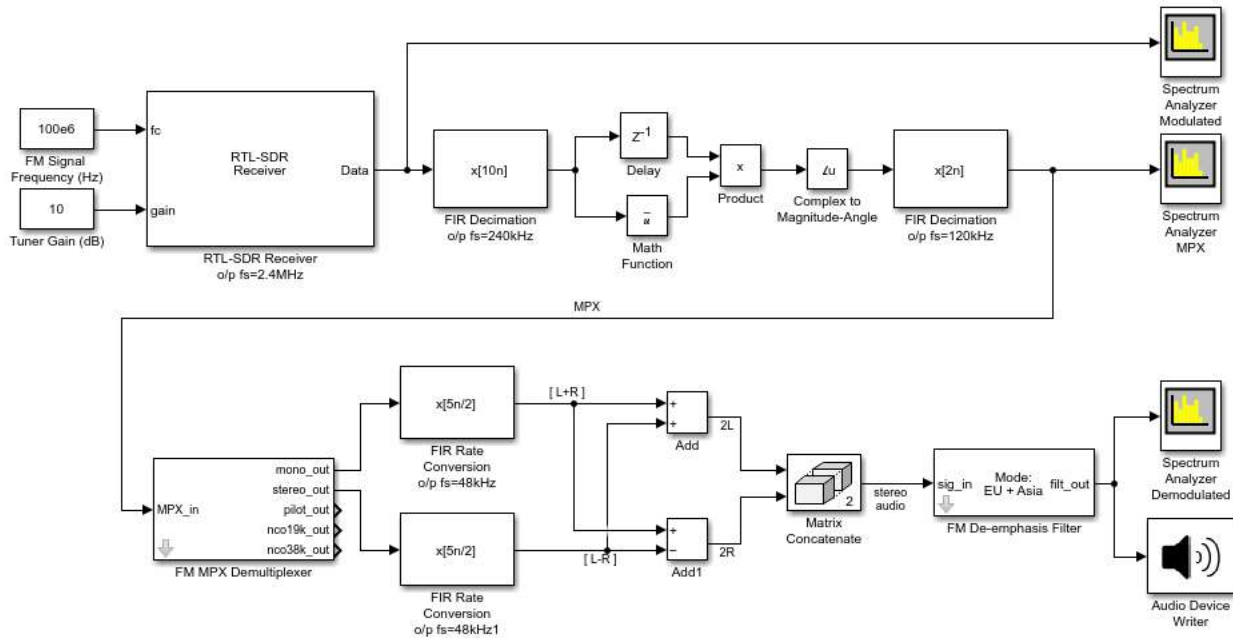 100e6
FM Signal
Frequency (Hz)
10
Tuner Gain (dB)
fc
gain
RTL-SDR
Receiver
Data
RTL-SDR Receiver
o/p fs=2.4MHz
x[10n]
FIR Decimation
o/p fs=240kHz
Z-1
Delay
u
Math
Function
x
Product
∠u
Complex to
Magnitude-Angle
x[2n]
FIR Decimation
o/p fs=120kHz
Spectrum
Analyzer
Modulated
Spectrum
Analyzer
MPX
MPX
MPX_in
mono_out
stereo_out
pilot_out
nco19k_out
nco38k_out
FM MPX Demultiplexer
x[5n/2]
FIR Rate
Conversion
o/p fs=48kHz
x[5n/2]
FIR Rate
Conversion
o/p fs=48kHz1
[ L+R ]
[ L-R ]
+
+
Add
2L
+
−
Add1
2R
2
Matrix
Concatenate
stereo
audio
sig_in
Mode:
EU + Asia
filt_out
FM De-emphasis Filter
Spectrum
Analyzer
Demodulated
Audio Device
Writer